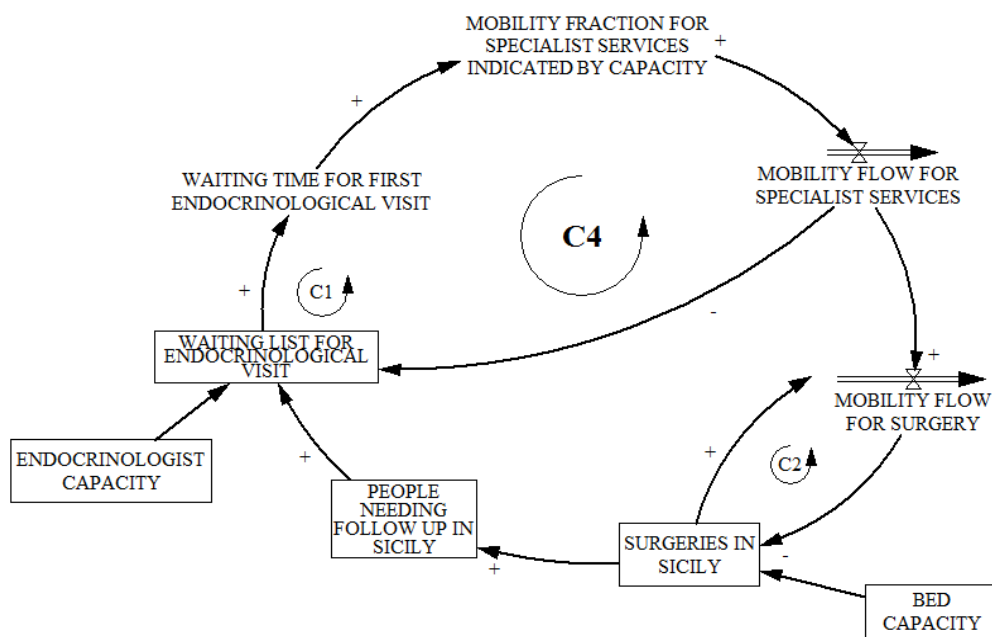 MOBILITY FRACTION FOR
SPECIALIST SERVICES
INDICATED BY CAPACITY
+
+
WAITING TIME FOR FIRST
ENDOCRINOLOGICAL VISIT
MOBILITY FLOW FOR
SPECIALIST SERVICES
C4
+
C1
-
WAITING LIST FOR
ENDOCRINOLOGICAL
VISIT
+
MOBILITY FLOW
FOR SURGERY
ENDOCRINOLOGIST
CAPACITY
+
+
C2
PEOPLE
NEEDING
FOLLOW UP IN
SICILY
SURGERIES IN
SICILY
-
+
BED
CAPACITY